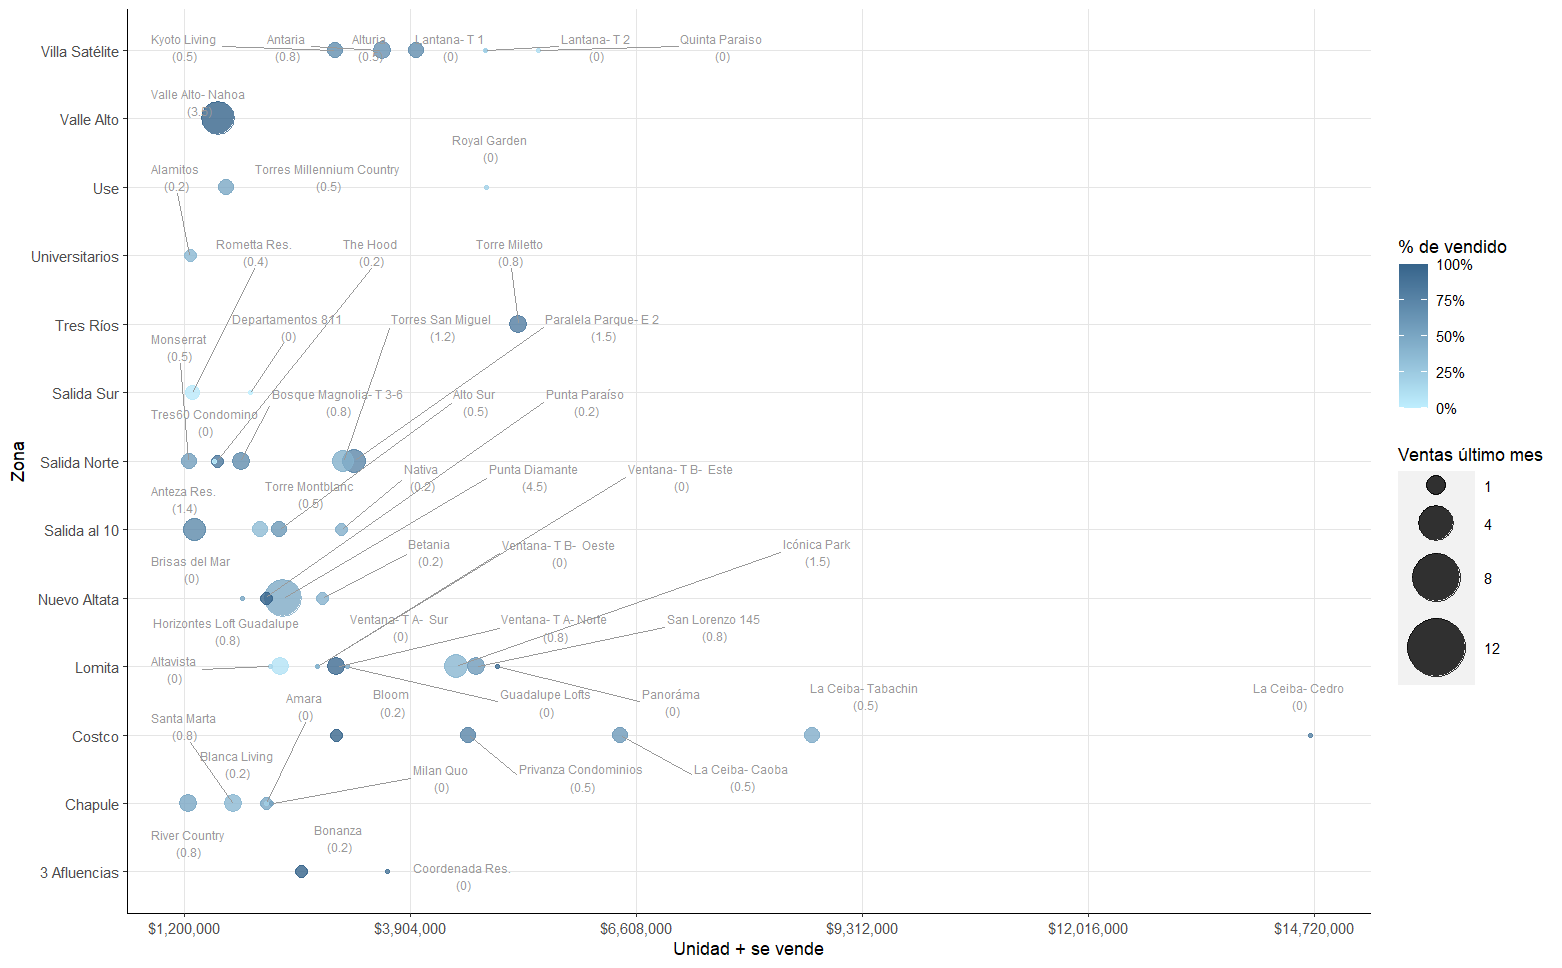 Villa Satélite
Kyoto Living
(0.5)
Antaria
(0.8)
Alturia
(0.5)
Lantana- T 1
(0)
Lantana- T 2
(0)
Quinta Paraiso
(0)
Valle Alto
Valle Alto- Nahoa
Use
Alamitos
(0.2)
Torres Millennium Country
(0.5)
Royal Garden
(0)
Universitarios
Rometta Res.
(0.4)
The Hood
(0.2)
Torre Miletto
(0.8)
Tres Ríos
Monserrat
(0.5)
Departamentos 811
(0)
Torres San Miguel
(1.2)
Paralela Parque- E 2
(1.5)
Salida Sur
Tres60 Condomino
(0)
Bosque Magnolia- T 3-6
(0.8)
Alto Sur
(0.5)
Punta Paraíso
(0.2)
Salida Norte
Anteza Res.
(1.4)
Torre Montblanc
(0.5)
Nativa
(0.2)
Punta Diamante
(4.5)
Ventana- T B- Este
(0)
Salida al 10
Brisas del Mar
(0)
Betania
(0.2)
Ventana- T B- Oeste
(0)
Icónica Park
(1.5)
Nuevo Altata
Horizontes Loft Guadalupe
(0.8)
Ventana- T A- Sur
(0)
Ventana- T A- Norte
(0.8)
San Lorenzo 145
(0.8)
Lomita
Altavista
(0)
Amara
(0)
Bloom
(0.2)
Guadalupe Lofts
(0)
Panoráma
(0)
La Ceiba- Tabachin
(0.5)
La Ceiba- Cedro
(0)
Costco
Santa Marta
(0.8)
Blanca Living
(0.2)
Milan Quo
(0)
Privanza Condominios
(0.5)
La Ceiba- Caoba
(0.5)
Chapule
River Country
(0.8)
Bonanza
(0.2)
3 Afluencias
Coordenada Res.
(0)
Zona
$1,200,000
$3,904,000
$6,608,000
$9,312,000
$12,016,000
$14,720,000
Unidad + se vende
% de vendido
100%
75%
50%
25%
0%
Ventas último mes
1
4
8
12